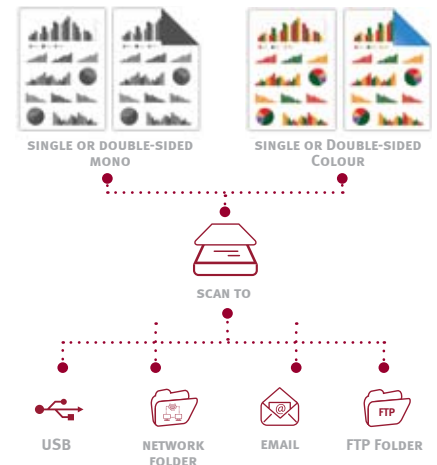 SINGLE OR DOUBLE-SIDED
MONO
SINGLE OR DOUBLE-SIDED
COLOUR
SCAN TO
@
FTP
USB
NETWORK
FOLDER
EMAIL
FTP FOLDER